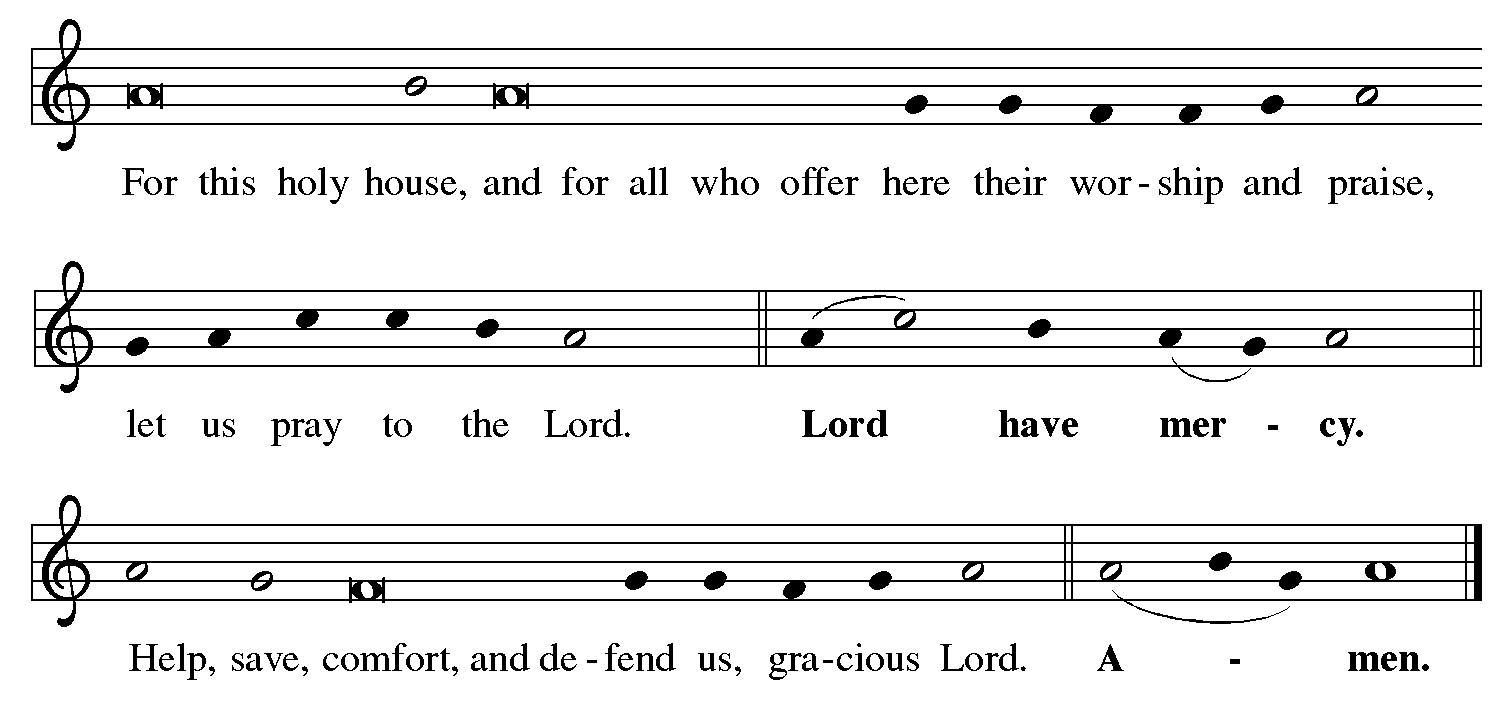 For this holy house, and for all who offer here their wor-ship and praise,
let us pray to the Lord. Lord have mer - cy.
Help, save, comfort, and de-fend us, gra-cious Lord. A - men.